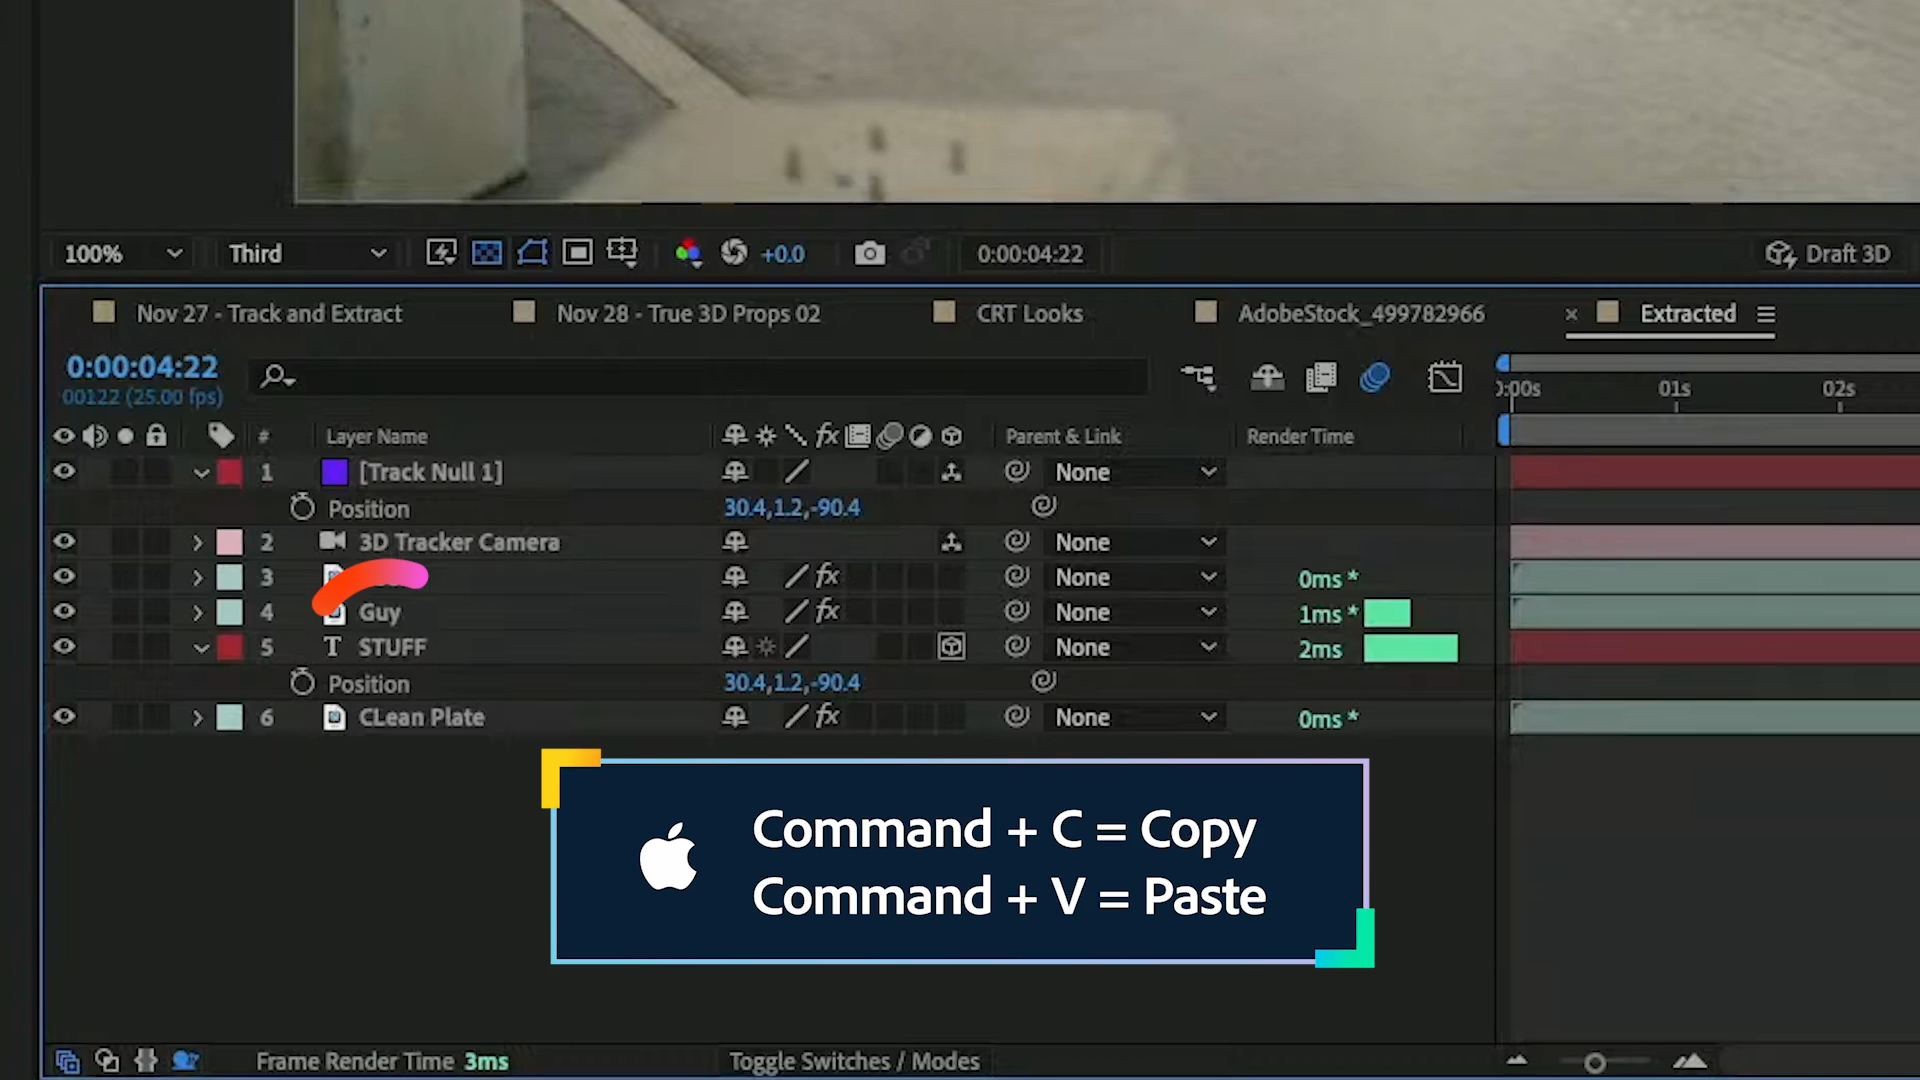 100%
Third
+0.0
0:00:04:22
Draft 3D
Nov 27 - Track and Extract
Nov 28 - True 3D Props 02
CRT Looks
AdobeStock_499782966
× Extracted
0:00:04:22
00122 (25.00 fps)
:00s 01s 02s
# Layer Name fx Parent & Link Render Time
1 [Track Null 1] None
Position 30.4,1.2,-90.4
2 3D Tracker Camera None
3 fx None 0ms *
4 Guy fx None 1ms *
5 T STUFF None 2ms
Position 30.4,1.2,-90.4
6 CLean Plate fx None 0ms *
Command + C = Copy
Command + V = Paste
Frame Render Time 3ms
Toggle Switches / Modes